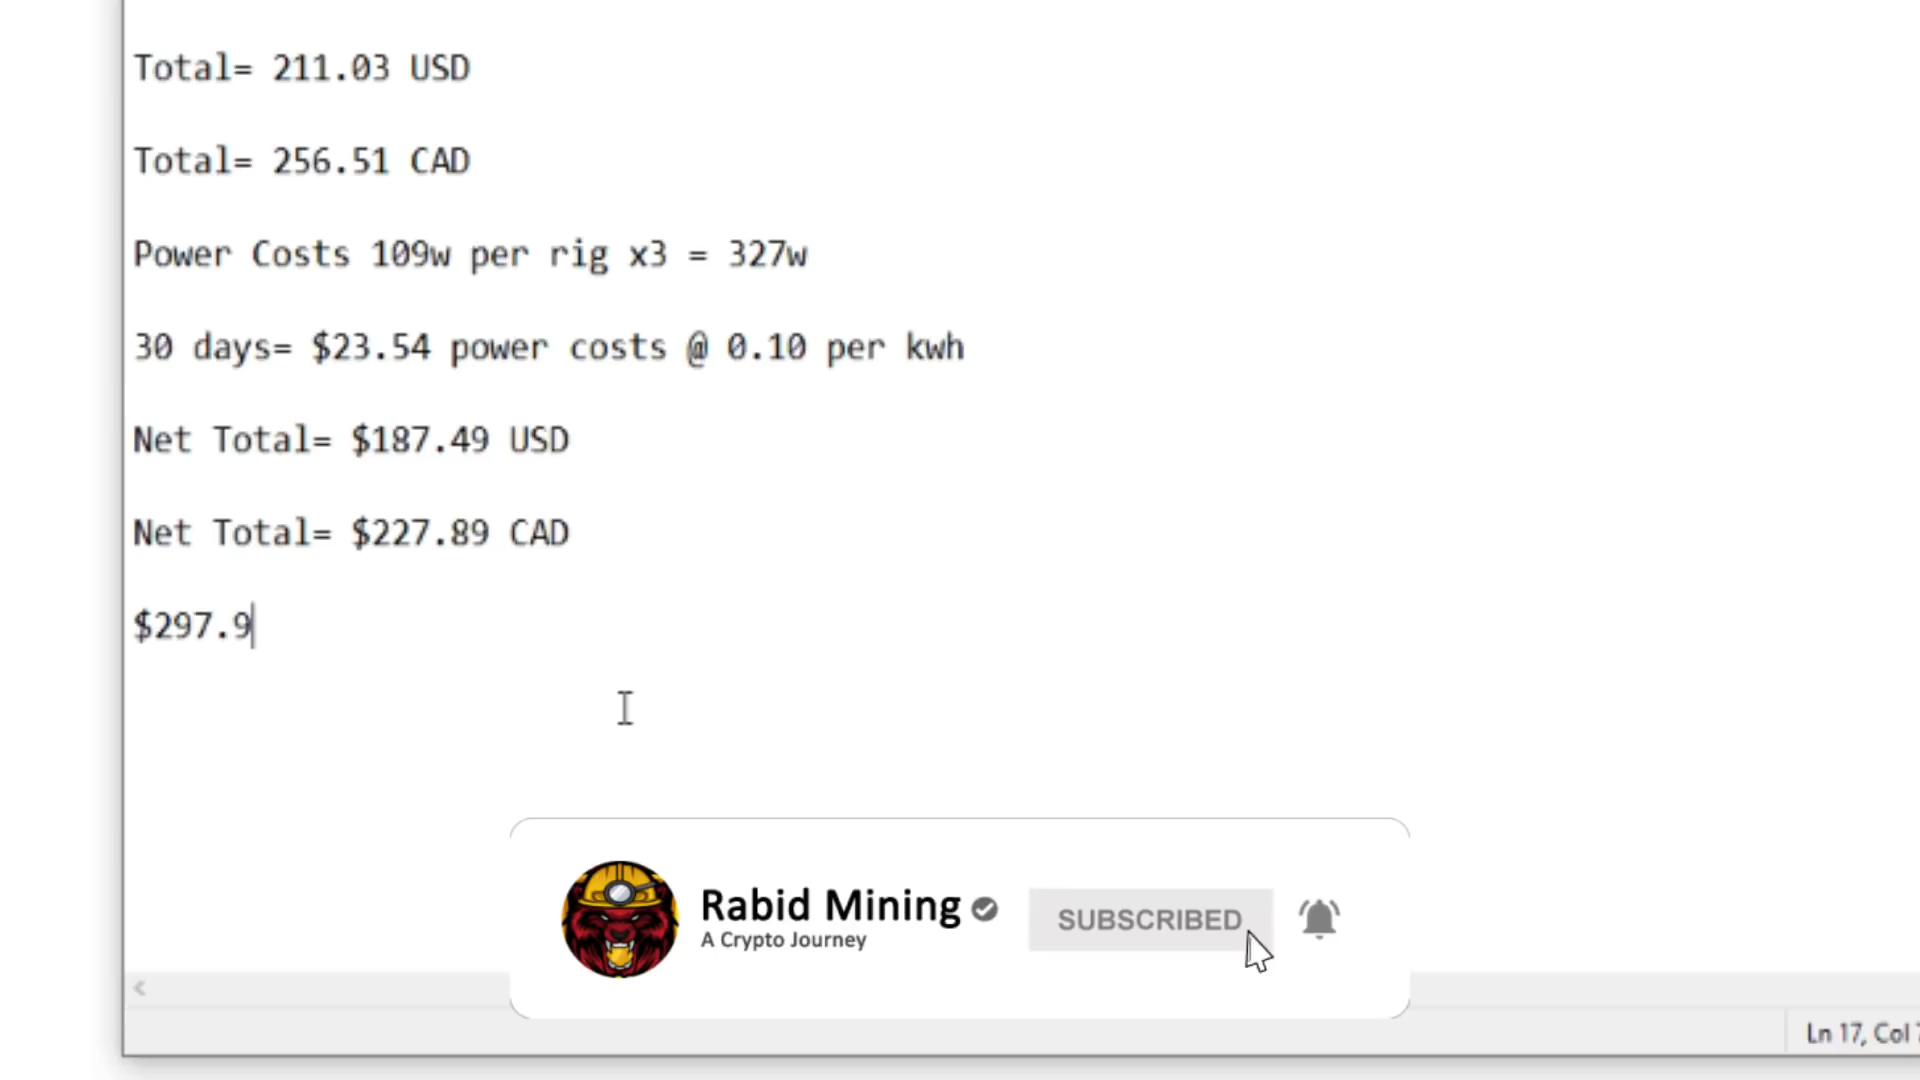 Total= 211.03 USD
Total= 256.51 CAD
Power Costs 109w per rig x3 = 327w
30 days= $23.54 power costs @ 0.10 per kwh
Net Total= $187.49 USD
Net Total= $227.89 CAD
$297.9
Rabid Mining
A Crypto Journey
SUBSCRIBED
Ln 17, Col